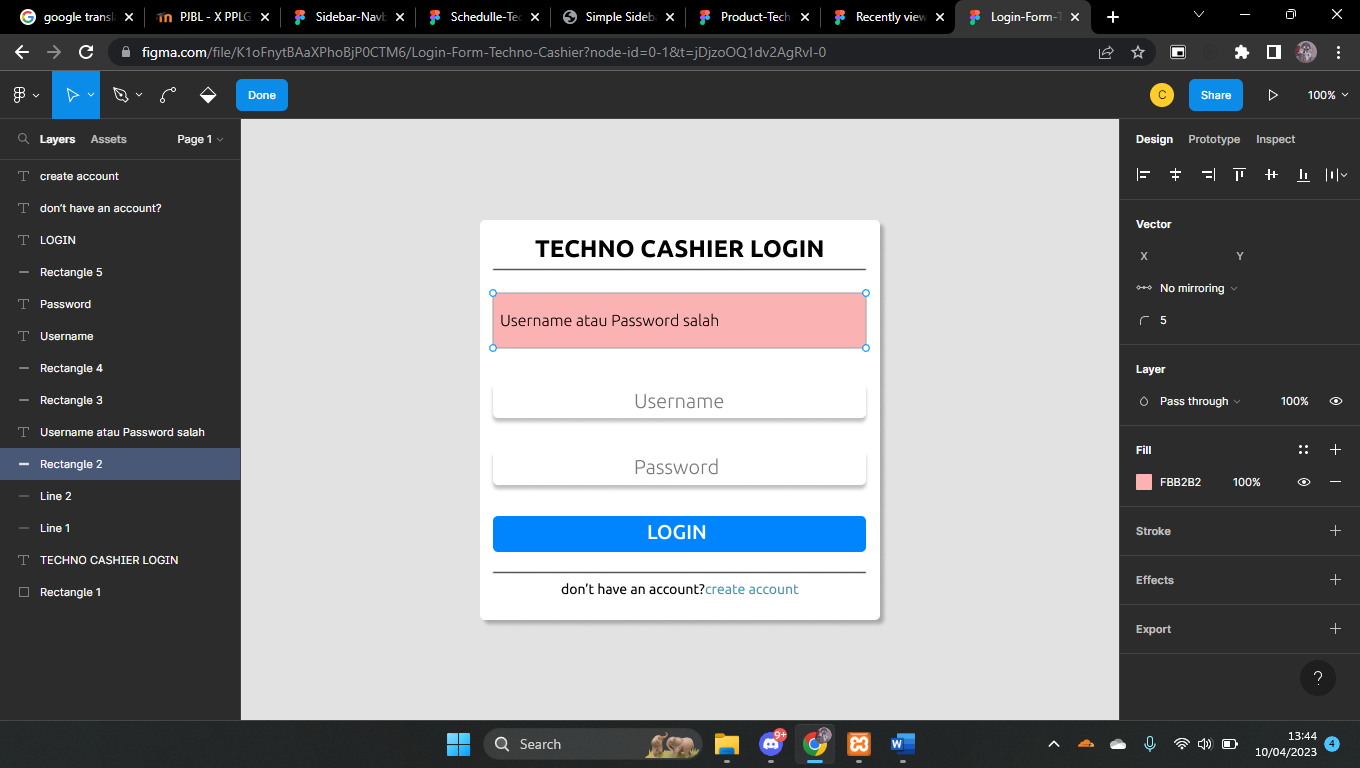 google transl
PJBL - X PPLG
Sidebar-Navb
Schedulle-Tec
Simple Sideba
Product-Tech
Recently view
Login-Form-T
figma.com/file/K1oFnytBAaXPhoBjP0CTM6/Login-Form-Techno-Cashier?node-id=0-1&t=jDjzoOQ1dv2AgRvI-0
Done
C
Share
100%
Layers Assets Page 1
create account
don't have an account?
LOGIN
Rectangle 5
Password
Username
Rectangle 4
Rectangle 3
Username atau Password salah
Rectangle 2
Line 2
Line 1
TECHNO CASHIER LOGIN
Rectangle 1
TECHNO CASHIER LOGIN
Username atau Password salah
Username
Password
LOGIN
don't have an account?create account
Design Prototype Inspect
Vector
X Y
No mirroring
5
Layer
Pass through 100%
Fill
FBB2B2 100%
Stroke
Effects
Export
?
Search
9+
13:44
10/04/2023
4